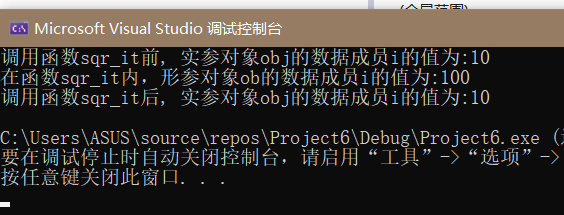 (全局范围)
Microsoft Visual Studio 调试控制台
调用函数sqr_it前, 实参对象obj的数据成员i的值为:10
在函数sqr_it内, 形参对象ob的数据成员i的值为:100
调用函数sqr_it后, 实参对象obj的数据成员i的值为:10
C:\Users\ASUS\source\repos\Project6\Debug\Project6.exe (
要在调试停止时自动关闭控制台, 请启用“工具”->“选项”->
按任意键关闭此窗口. . .